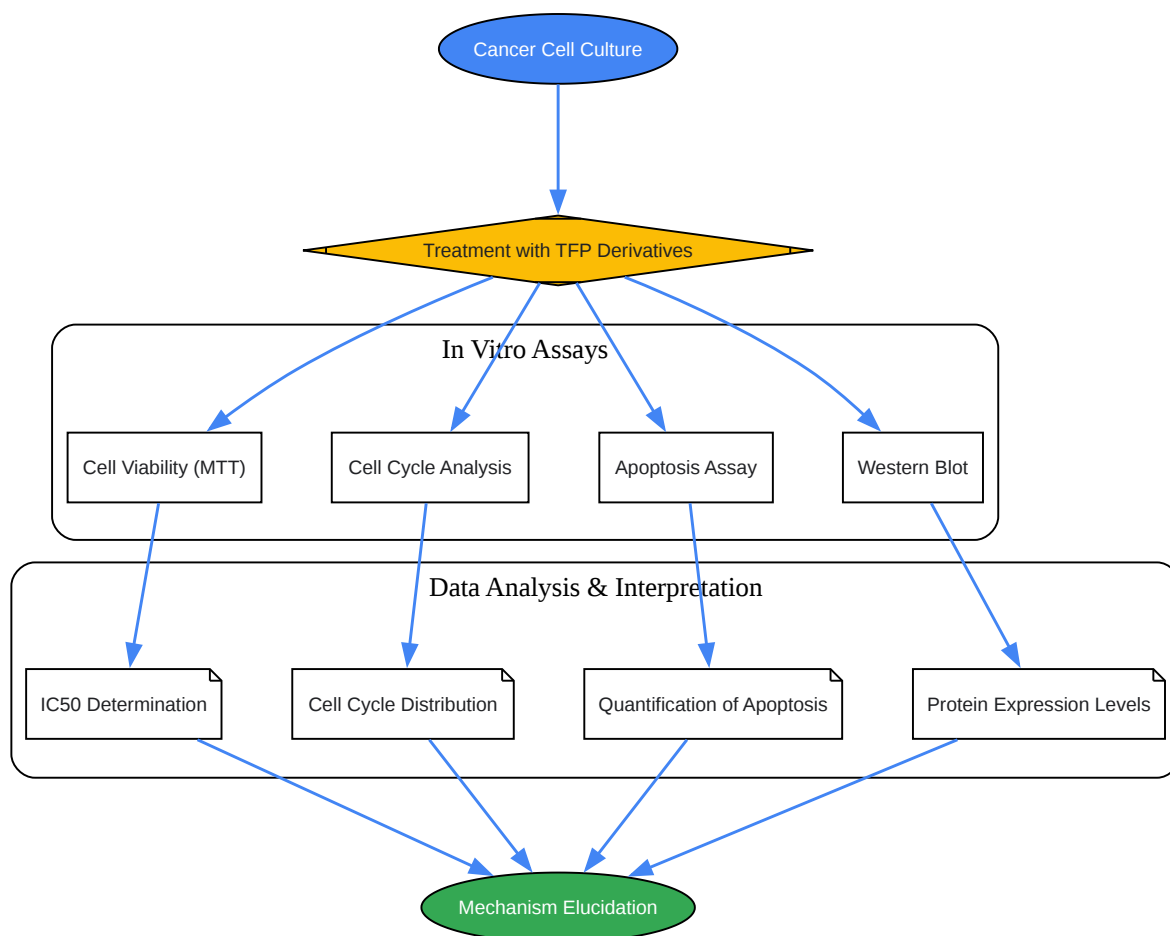 Cancer Cell Culture
Treatment with TFP Derivatives
In Vitro Assays
Cell Viability (MTT)
Cell Cycle Analysis
Apoptosis Assay
Western Blot
Data Analysis & Interpretation
IC50 Determination
Cell Cycle Distribution
Quantification of Apoptosis
Protein Expression Levels
Mechanism Elucidation